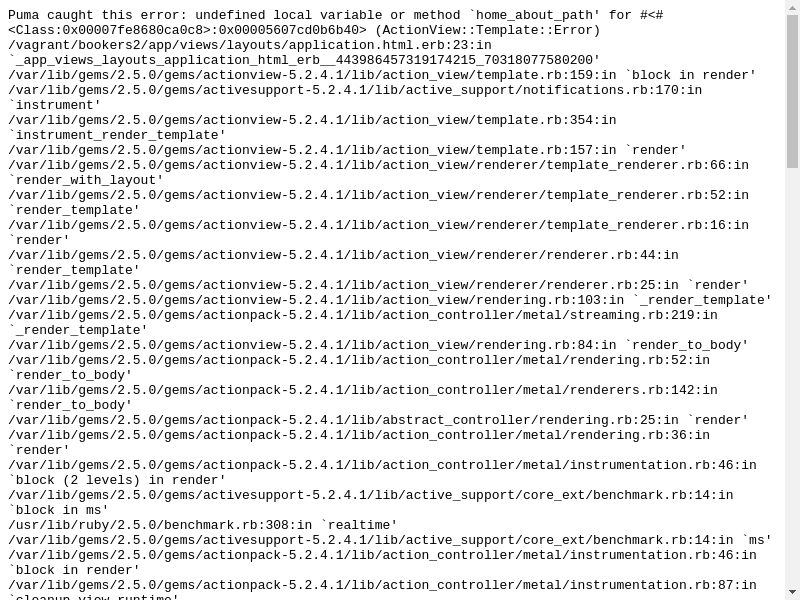 Puma caught this error: undefined local variable or method `home_about_path' for #<#
<Class:0x00007fe8680ca0c8>:0x00005607cd0b6b40> (ActionView::Template::Error)
/vagrant/bookers2/app/views/layouts/application.html.erb:23:in
`_app_views_layouts_application_html_erb__443986457319174215_70318077580200'
/var/lib/gems/2.5.0/gems/actionview-5.2.4.1/lib/action_view/template.rb:159:in `block in render'
/var/lib/gems/2.5.0/gems/activesupport-5.2.4.1/lib/active_support/notifications.rb:170:in
`instrument'
/var/lib/gems/2.5.0/gems/actionview-5.2.4.1/lib/action_view/template.rb:354:in
`instrument_render_template'
/var/lib/gems/2.5.0/gems/actionview-5.2.4.1/lib/action_view/template.rb:157:in `render'
/var/lib/gems/2.5.0/gems/actionview-5.2.4.1/lib/action_view/renderer/template_renderer.rb:66:in
`render_with_layout'
/var/lib/gems/2.5.0/gems/actionview-5.2.4.1/lib/action_view/renderer/template_renderer.rb:52:in
`render_template'
/var/lib/gems/2.5.0/gems/actionview-5.2.4.1/lib/action_view/renderer/template_renderer.rb:16:in
`render'
/var/lib/gems/2.5.0/gems/actionview-5.2.4.1/lib/action_view/renderer/renderer.rb:44:in
`render_template'
/var/lib/gems/2.5.0/gems/actionview-5.2.4.1/lib/action_view/renderer/renderer.rb:25:in `render'
/var/lib/gems/2.5.0/gems/actionview-5.2.4.1/lib/action_view/rendering.rb:103:in `_render_template'
/var/lib/gems/2.5.0/gems/actionpack-5.2.4.1/lib/action_controller/metal/streaming.rb:219:in
`_render_template'
/var/lib/gems/2.5.0/gems/actionview-5.2.4.1/lib/action_view/rendering.rb:84:in `render_to_body'
/var/lib/gems/2.5.0/gems/actionpack-5.2.4.1/lib/action_controller/metal/rendering.rb:52:in
`render_to_body'
/var/lib/gems/2.5.0/gems/actionpack-5.2.4.1/lib/action_controller/metal/renderers.rb:142:in
`render_to_body'
/var/lib/gems/2.5.0/gems/actionpack-5.2.4.1/lib/abstract_controller/rendering.rb:25:in `render'
/var/lib/gems/2.5.0/gems/actionpack-5.2.4.1/lib/action_controller/metal/rendering.rb:36:in
`render'
/var/lib/gems/2.5.0/gems/actionpack-5.2.4.1/lib/action_controller/metal/instrumentation.rb:46:in
`block (2 levels) in render'
/var/lib/gems/2.5.0/gems/activesupport-5.2.4.1/lib/active_support/core_ext/benchmark.rb:14:in
`block in ms'
/usr/lib/ruby/2.5.0/benchmark.rb:308:in `realtime'
/var/lib/gems/2.5.0/gems/activesupport-5.2.4.1/lib/active_support/core_ext/benchmark.rb:14:in `ms'
/var/lib/gems/2.5.0/gems/actionpack-5.2.4.1/lib/action_controller/metal/instrumentation.rb:46:in
`block in render'
/var/lib/gems/2.5.0/gems/actionpack-5.2.4.1/lib/action_controller/metal/instrumentation.rb:87:in
`cleanup_view_runtime'